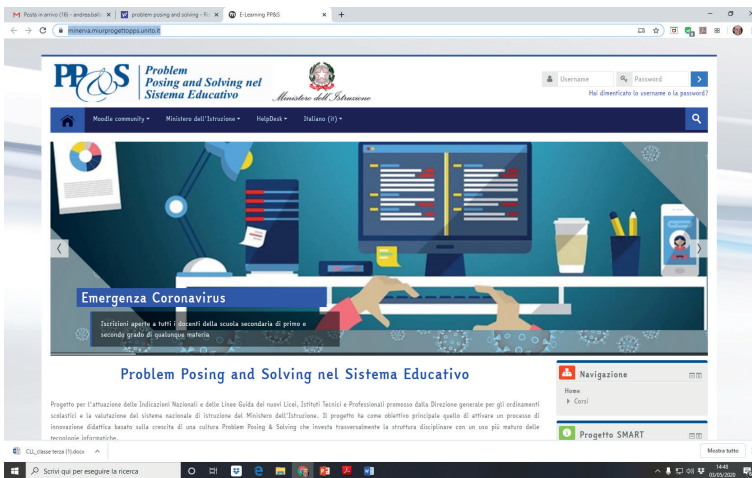 Posta in arrivo (16) - andrea.balb
problem posing and solving - Ric
E-Learning PP&S
minerva.miurprogettopps.unito.it
PP&S
Problem
Posing and Solving nel
Sistema Educativo
Ministero dell'Istruzione
Username
Password
Hai dimenticato lo username o la password?
Moodle community
Ministero dell'Istruzione
HelpDesk
Italiano (it)
Emergenza Coronavirus
Iscrizioni aperte a tutti i docenti della scuola secondaria di primo e
secondo grado di qualunque materia
Problem Posing and Solving nel Sistema Educativo
Progetto per l'attuazione delle Indicazioni Nazionali e delle Linee Guida dei nuovi Licei, Istituti Tecnici e Professionali promosso dalla Direzione generale per gli ordinamenti
scolastici e la valutazione del sistema nazionale di istruzione del Ministero dell'Istruzione. Il progetto ha come obiettivo principale quello di attivare un processo di
innovazione didattica basato sulla crescita di una cultura Problem Posing & Solving che investa trasversalmente la struttura disciplinare con un uso più maturo delle
tecnologie informatiche.
Navigazione
Home
Corsi
Progetto SMART
CLL_classe terza (1).docx
Mostra tutto
Scrivi qui per eseguire la ricerca
14:48
03/05/2020